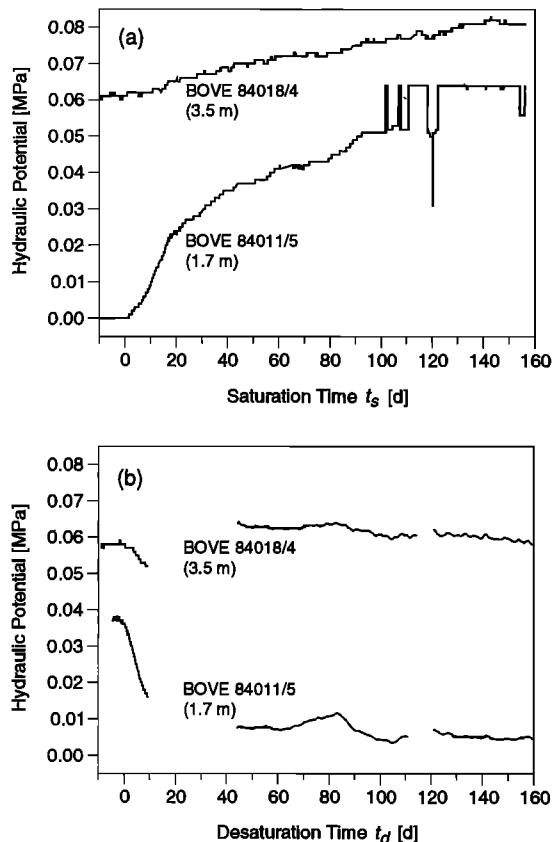 (a)
Hydraulic Potential [MPa]
0.08
0.07
0.06
0.05
0.04
0.03
0.02
0.01
0.00
BOVE 84018/4
(3.5 m)
BOVE 84011/5
(1.7 m)
0 20 40 60 80 100 120 140 160
Saturation Time ts [d]
(b)
Hydraulic Potential [MPa]
0.08
0.07
0.06
0.05
0.04
0.03
0.02
0.01
0.00
BOVE 84018/4
(3.5 m)
BOVE 84011/5
(1.7 m)
0 20 40 60 80 100 120 140 160
Desaturation Time td [d]